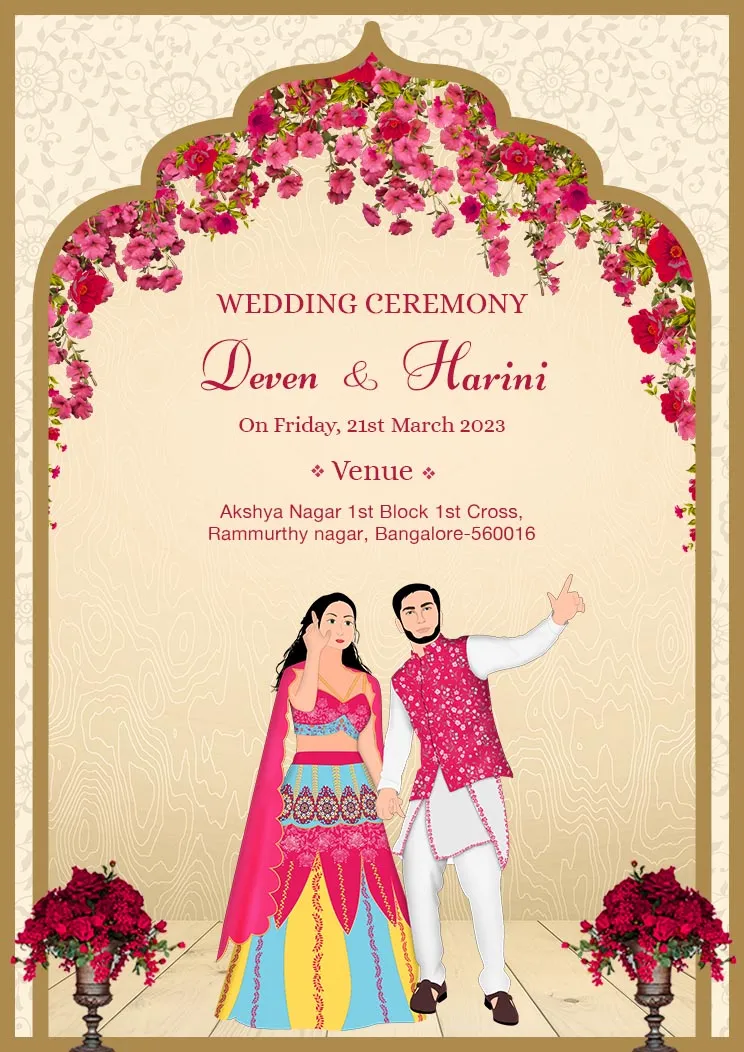 WEDDING CEREMONY
Deven & Harini
On Friday, 21st March 2023
Venue
Akshya Nagar 1st Block 1st Cross,
Rammurthy nagar, Bangalore-560016